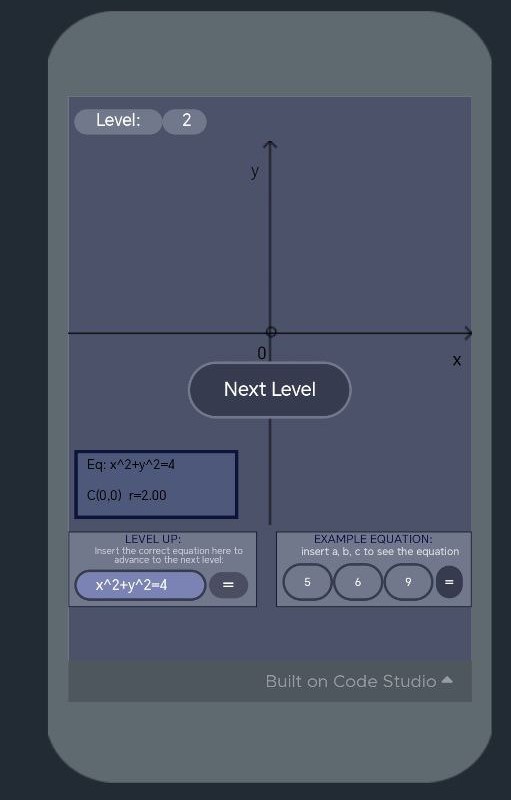 Level: 2
y
0
x
Next Level
Eq: x^2+y^2=4
C(0,0) r=2.00
LEVEL UP:
Insert the correct equation here to
advance to the next level:
x^2+y^2=4 =
EXAMPLE EQUATION:
insert a, b, c to see the equation
5 6 9 =
Built on Code Studio